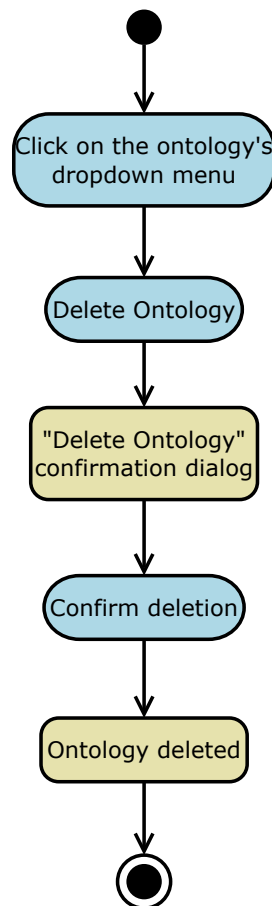 Click on the ontology's
dropdown menu
Delete Ontology
"Delete Ontology"
confirmation dialog
Confirm deletion
Ontology deleted